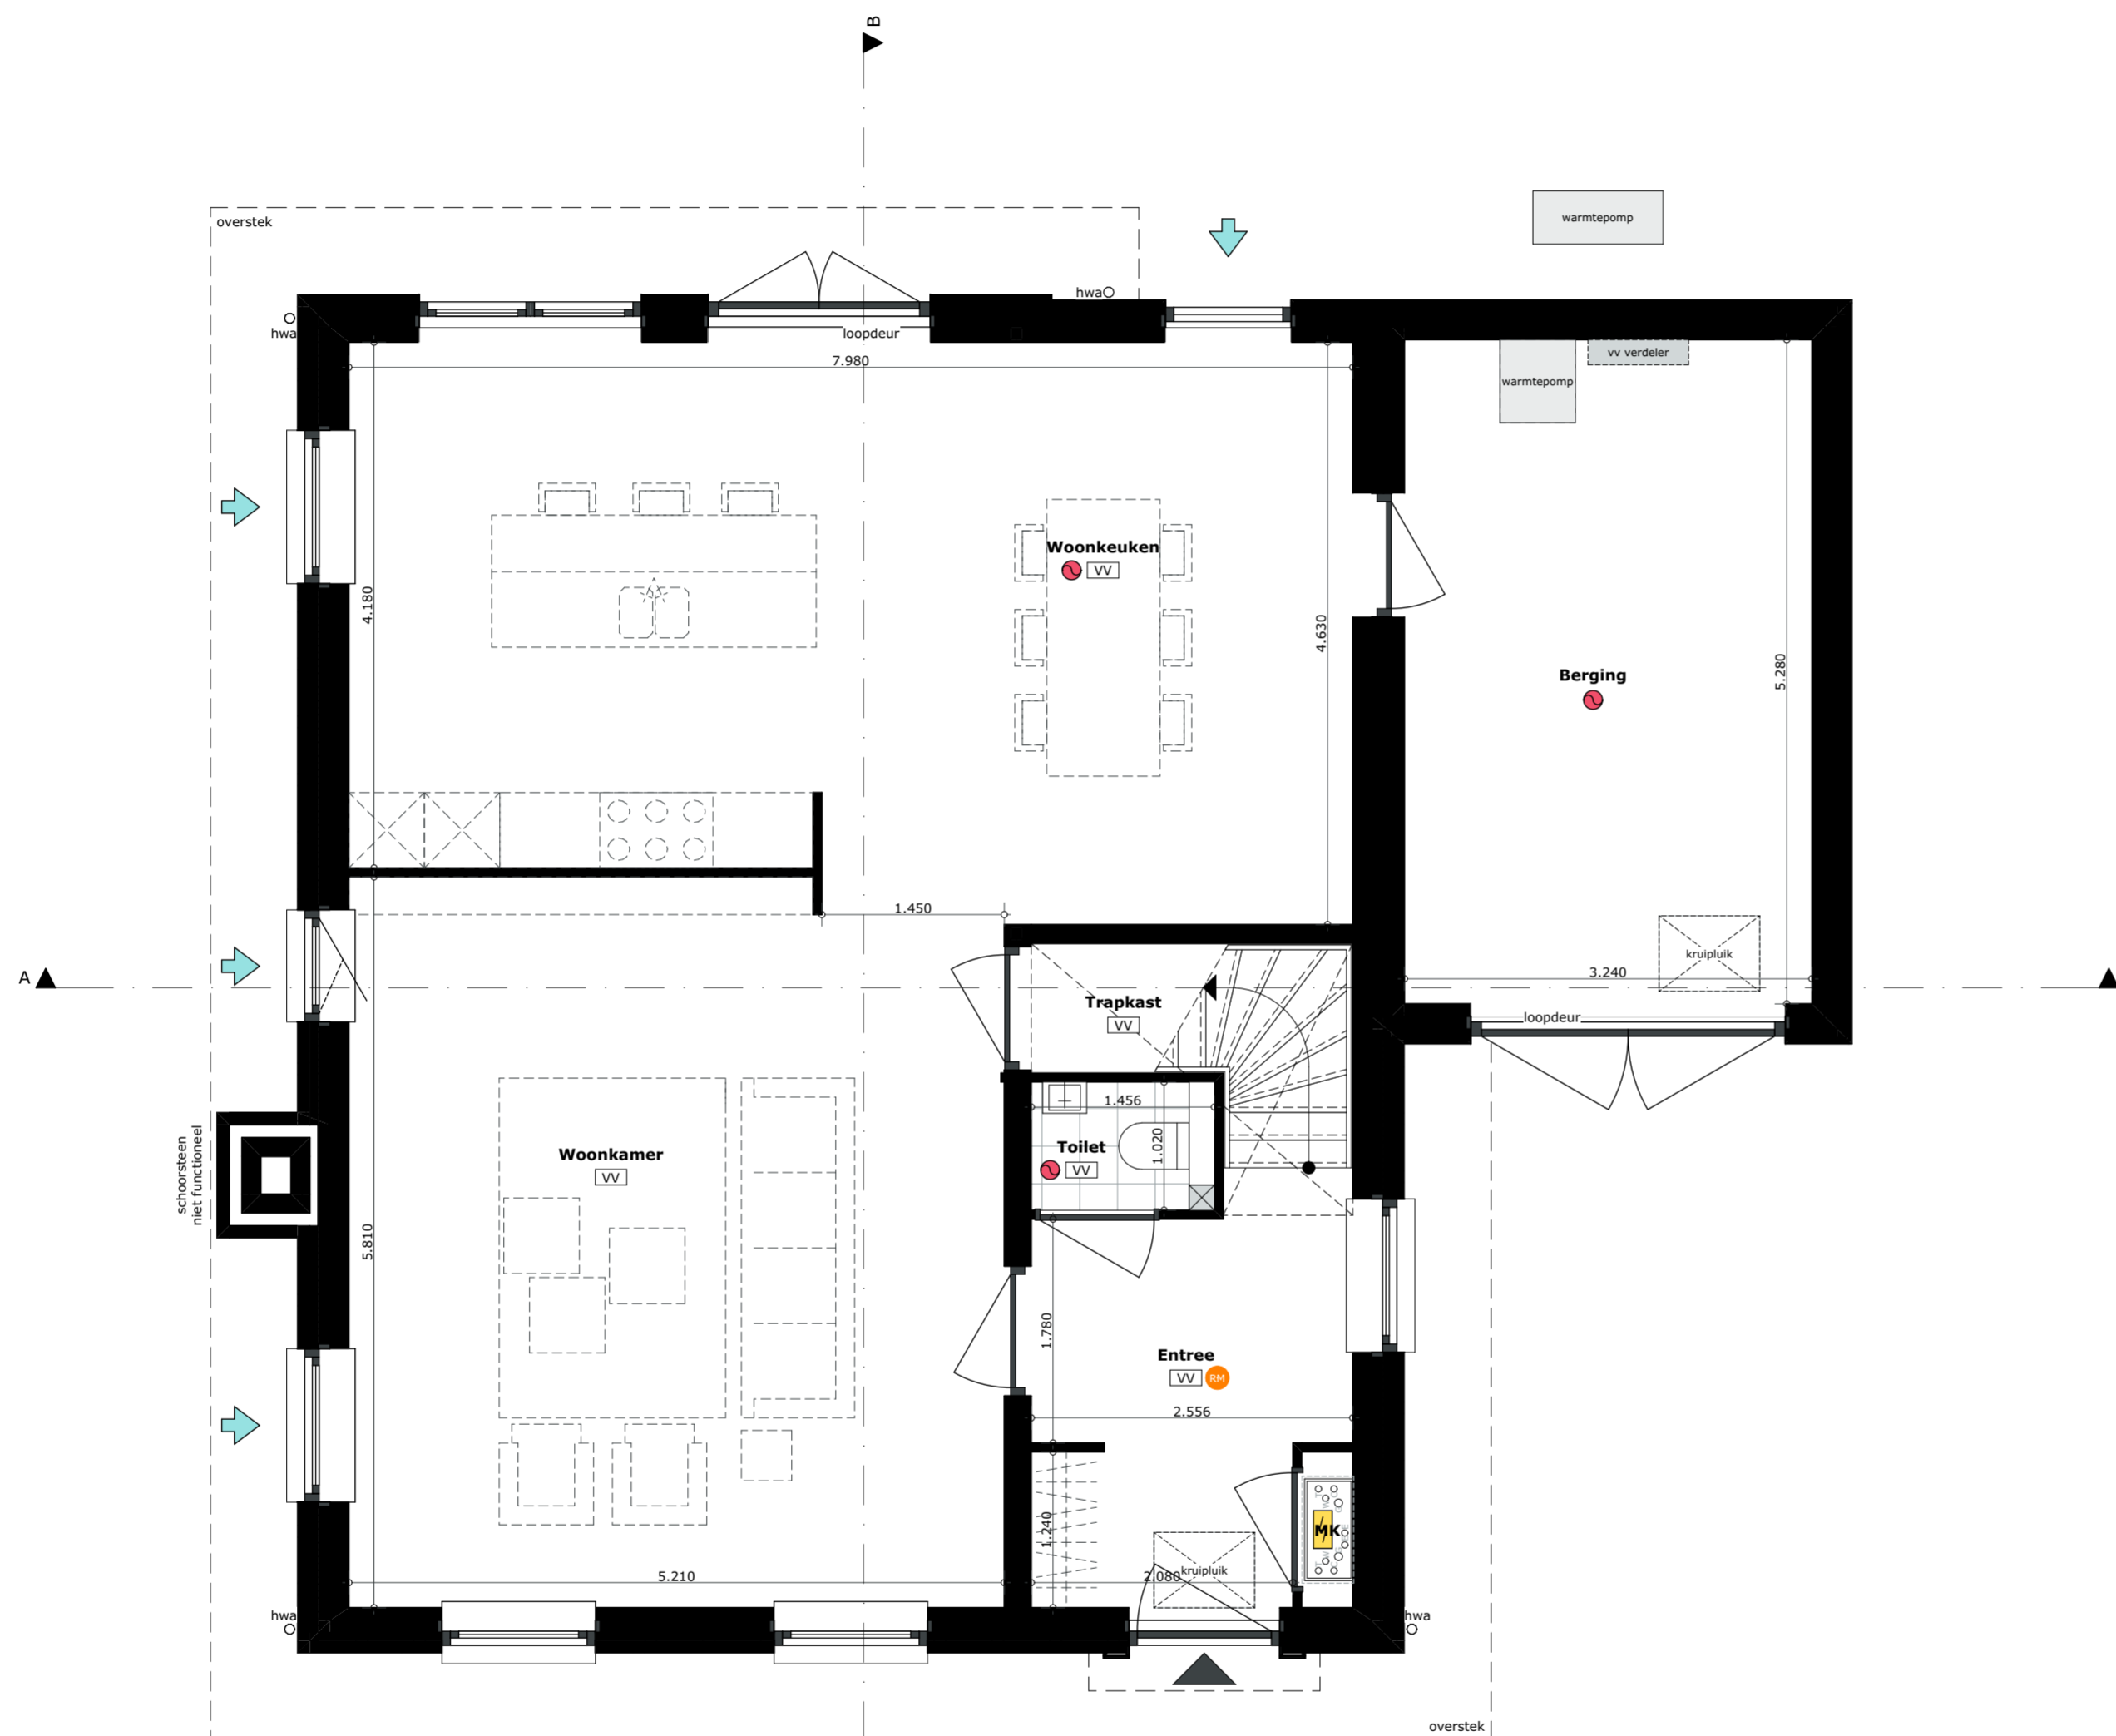 B
overstek
warmtepomp
hwa
hwa
loopdeur
7.980
vv verdeler
warmtepomp
Woonkeuken
VV
4.180
4.630
Berging
5.280
1.450
kruipluik
3.240
A
Trapkast
VV
loopdeur
1.456
schoorsteen
niet functioneel
Woonkamer
VV
Toilet
VV
1.020
5.810
1.780
Entree
VV
RM
2.556
1.240
MK
kruipluik
5.210
2.080
hwa
hwa
overstek